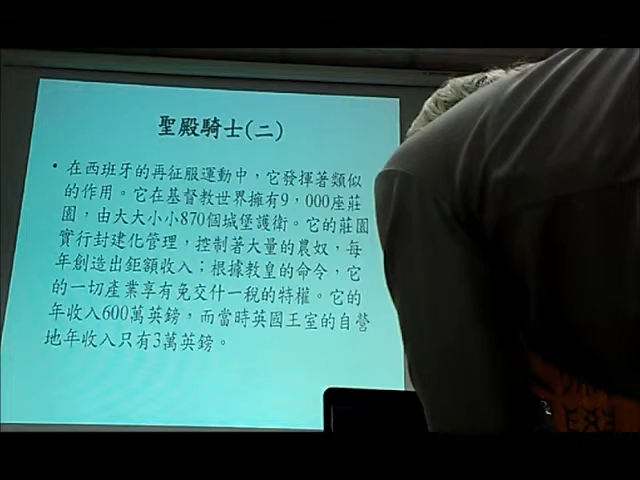 聖殿騎士(二)
• 在西班牙的再征服運動中，它發揮著類似
的作用。它在基督教世界擁有9，000座莊
園，由大大小小870個城堡護衛。它的莊園
實行封建化管理，控制著大量的農奴，每
年創造出鉅額收入；根據教皇的命令，它
的一切產業享有免交什一稅的特權。它的
年收入600萬英鎊，而當時英國王室的自營
地年收入只有3萬英鎊。